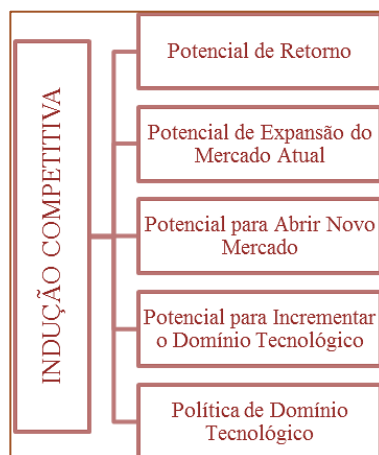 INDUÇÃO COMPETITIVA
Potencial de Retorno
Potencial de Expansão do
Mercado Atual
Potencial para Abrir Novo
Mercado
Potencial para Incrementar
o Domínio Tecnológico
Política de Domínio
Tecnológico